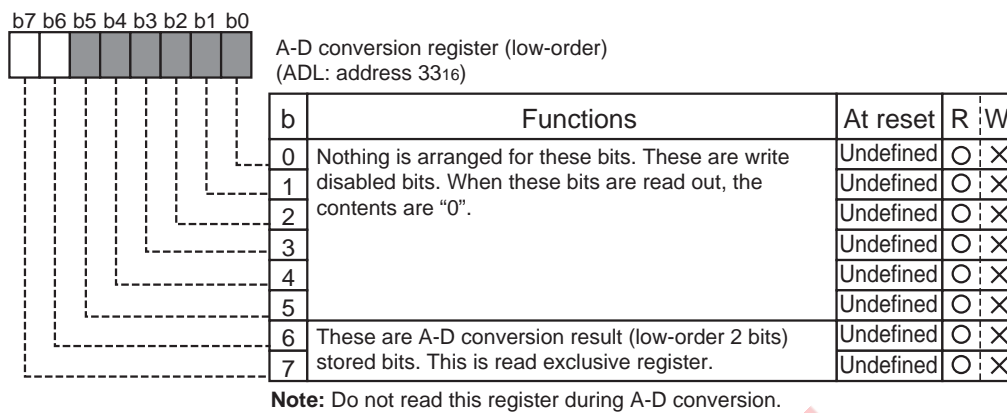 b7 b6 b5 b4 b3 b2 b1 b0
A-D conversion register (low-order)
(ADL: address 3316)
b Functions At reset R W
0 Nothing is arranged for these bits. These are write Undefined ○ ×
1 disabled bits. When these bits are read out, the Undefined ○ ×
2 contents are “0”. Undefined ○ ×
3 Undefined ○ ×
4 Undefined ○ ×
5 Undefined ○ ×
6 These are A-D conversion result (low-order 2 bits) Undefined ○ ×
7 stored bits. This is read exclusive register. Undefined ○ ×
Note: Do not read this register during A-D conversion.